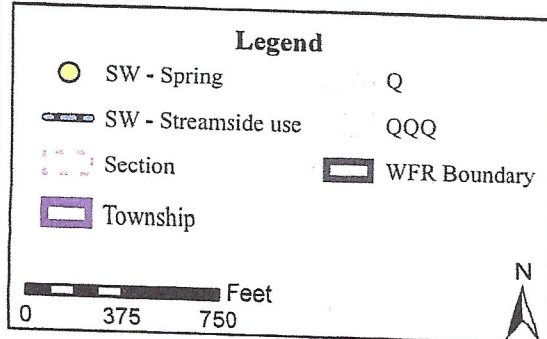 Legend
SW - Spring
SW - Streamside use
Section
Township
Q
QQQ
WFR Boundary
Feet
0 375 750
N